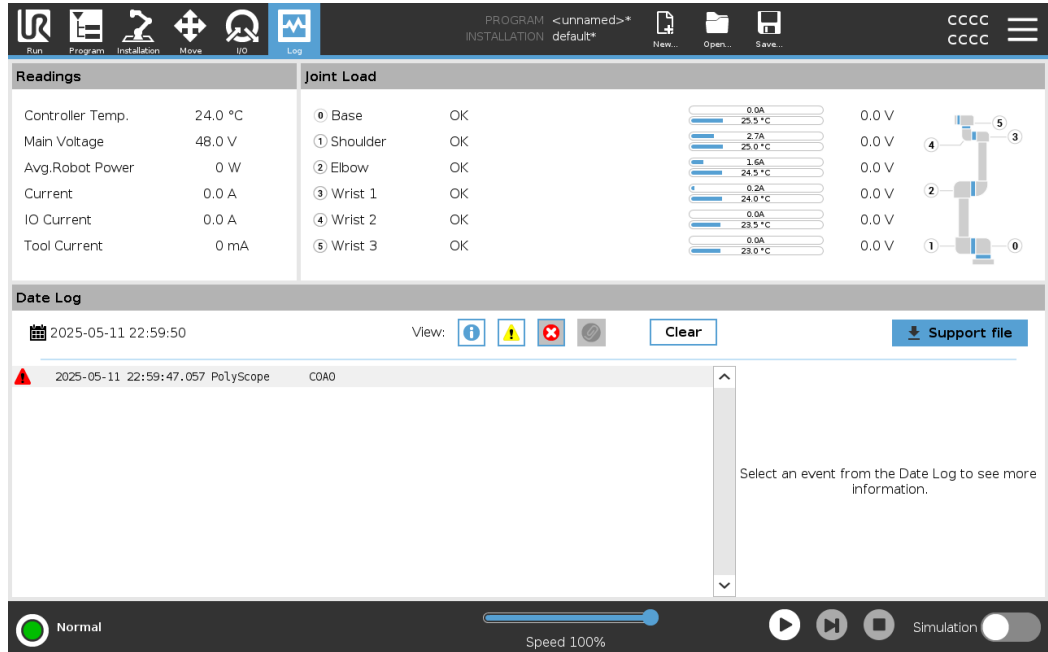 PROGRAM <unnamed>*
INSTALLATION default*
CCCC
CCCC
Run
Program
Installation
Move
I/O
Log
New...
Open...
Save...
Readings
Controller Temp. 24.0 °C
Main Voltage 48.0 V
Avg.Robot Power 0 W
Current 0.0 A
IO Current 0.0 A
Tool Current 0 mA
Joint Load
0 Base OK 0.0A 25.5 °C 0.0 V
1 Shoulder OK 2.7A 25.0 °C 0.0 V
2 Elbow OK 1.6A 24.5 °C 0.0 V
3 Wrist 1 OK 0.2A 24.0 °C 0.0 V
4 Wrist 2 OK 0.0A 23.5 °C 0.0 V
5 Wrist 3 OK 0.0A 23.0 °C 0.0 V
5
3
4
2
1
0
Date Log
2025-05-11 22:59:50
View:
Clear
Support file
2025-05-11 22:59:47.057 PolyScope C0A0
Select an event from the Date Log to see more
information.
Normal
Speed 100%
Simulation